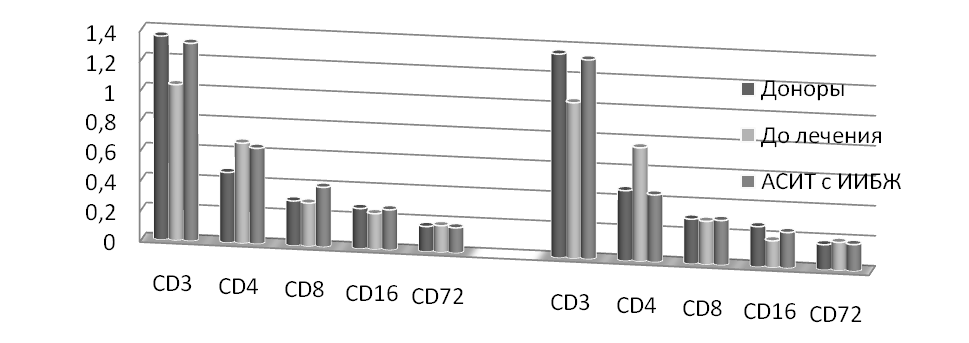 1,4
1,2
1
0,8
0,6
0,4
0,2
0
CD3 CD4 CD8 CD16 CD72
CD3 CD4 CD8 CD16 CD72
Доноры
До лечения
АСИТ с ИИБЖ